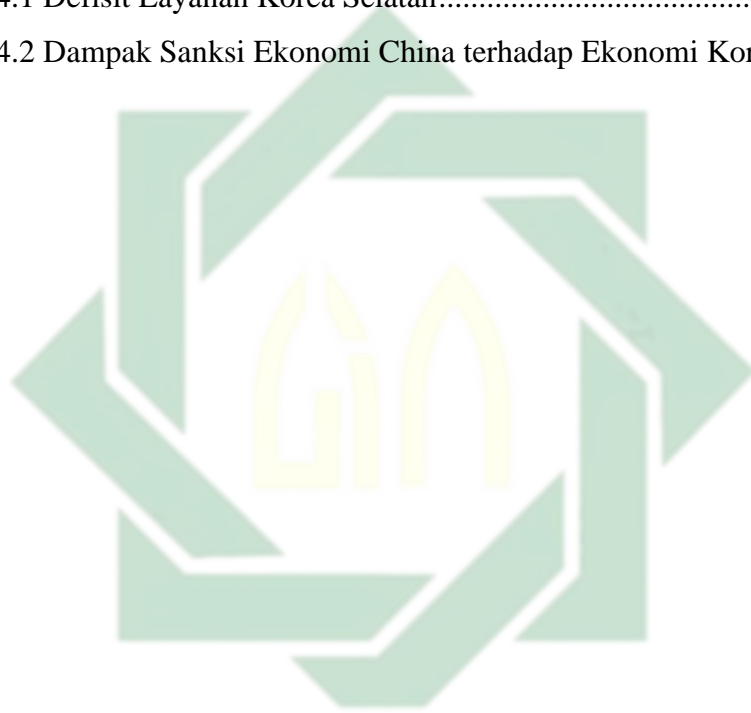 4.1 Defisit Layanan Korea Selatan....................................
4.2 Dampak Sanksi Ekonomi China terhadap Ekonomi Kor